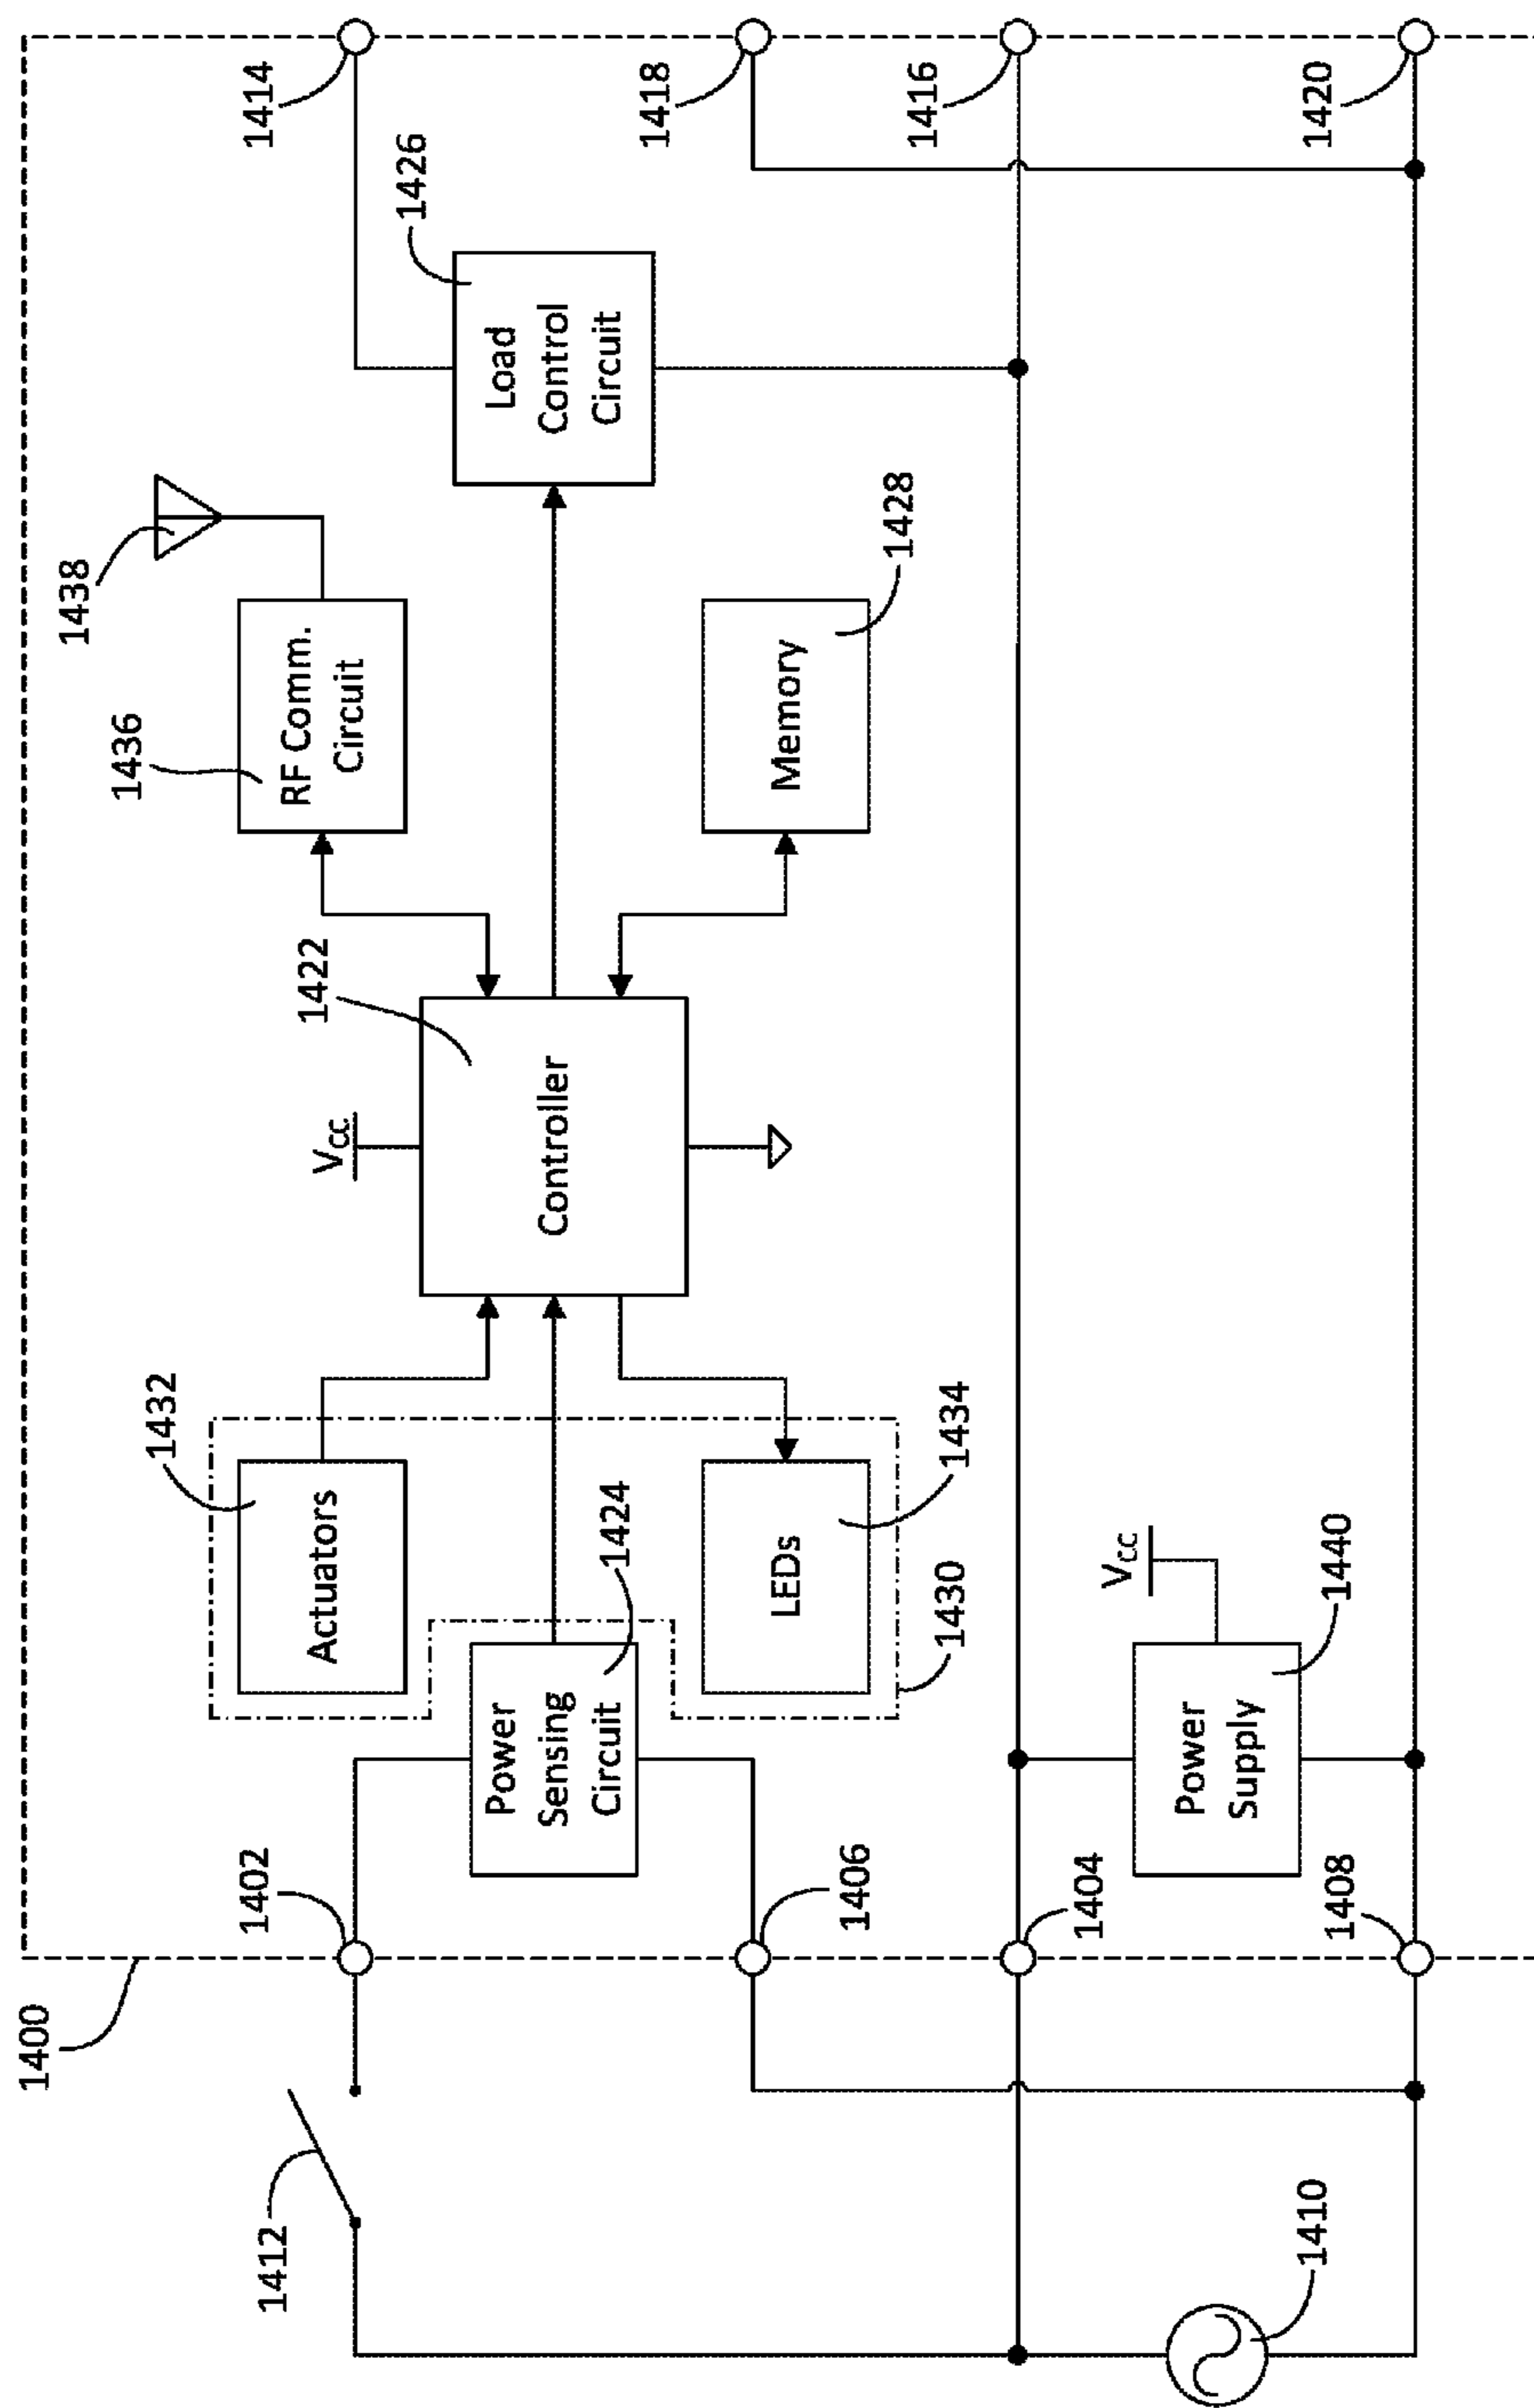 1400
1412
1410
1402
1406
1404
1408
1432
Actuators
Power
Sensing
Circuit
1424
LEDs
1434
1430
Power
Supply
1440
VCC
VCC
Controller
1422
1436
RF Comm.
Circuit
1438
Memory
1428
Load
Control
Circuit
1426
1414
1418
1416
1420